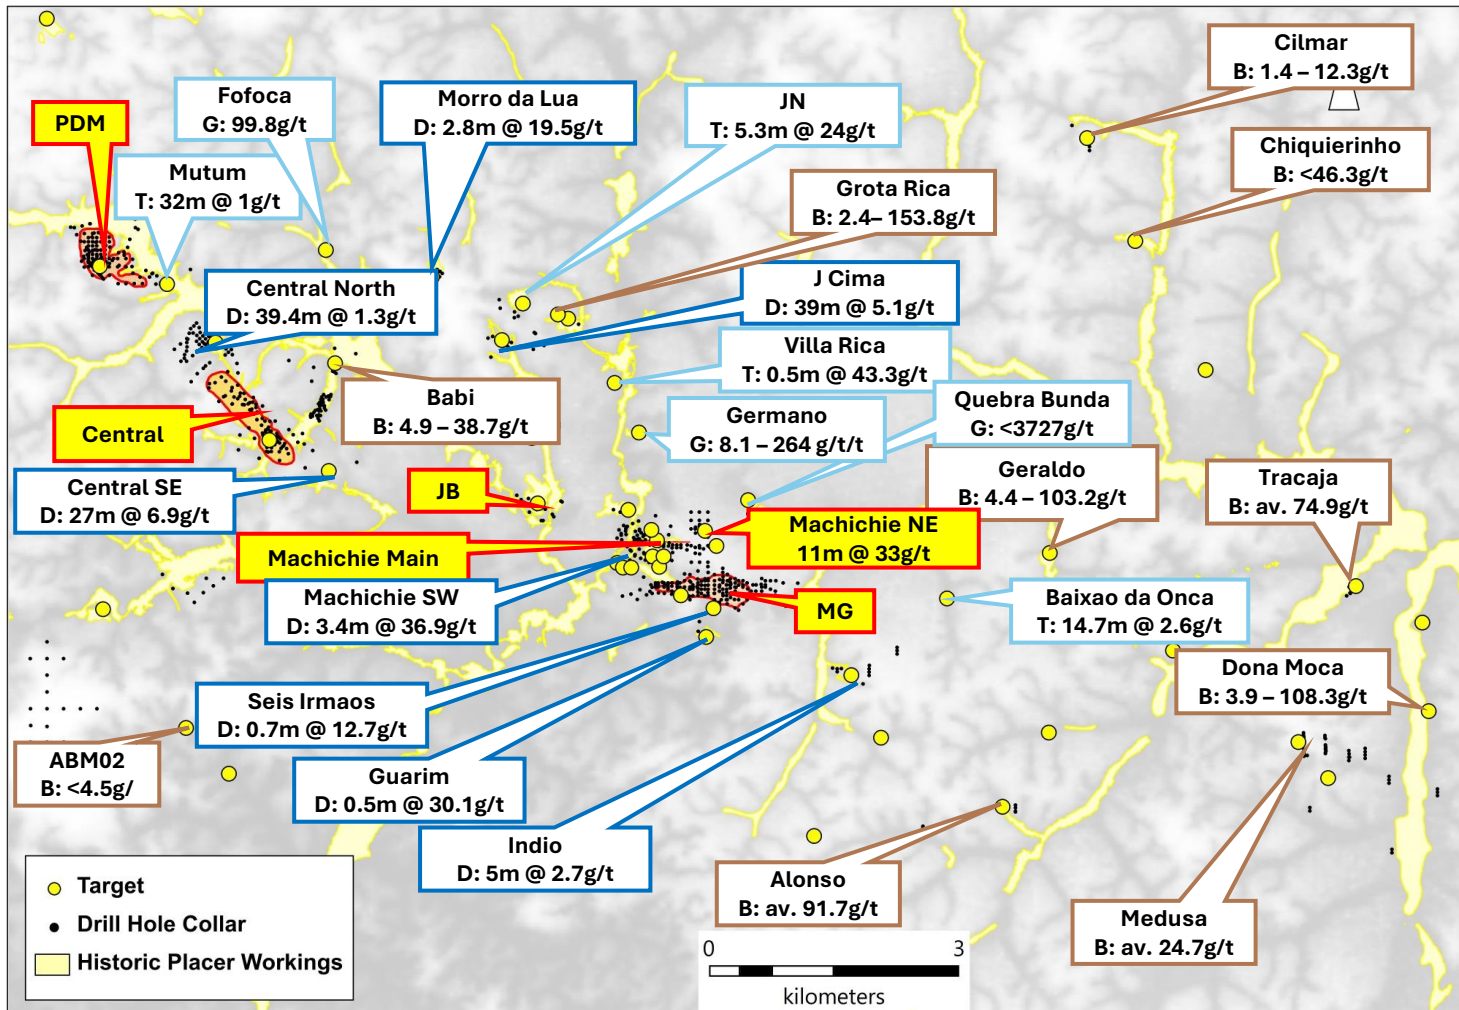 Cilmar
B: 1.4 – 12.3g/t
PDM
Fofoca
G: 99.8g/t
Morro da Lua
D: 2.8m @ 19.5g/t
JN
T: 5.3m @ 24g/t
Chiquierinho
B: <46.3g/t
Mutum
T: 32m @ 1g/t
Grota Rica
B: 2.4– 153.8g/t
Central North
D: 39.4m @ 1.3g/t
J Cima
D: 39m @ 5.1g/t
Villa Rica
T: 0.5m @ 43.3g/t
Babi
B: 4.9 – 38.7g/t
Quebra Bunda
G: <3727g/t
Central
Germano
G: 8.1 – 264 g/t/t
Geraldo
B: 4.4 – 103.2g/t
Tracaja
B: av. 74.9g/t
Central SE
D: 27m @ 6.9g/t
JB
Machichie NE
11m @ 33g/t
Machichie Main
Machichie SW
D: 3.4m @ 36.9g/t
MG
Baixao da Onca
T: 14.7m @ 2.6g/t
Dona Moca
B: 3.9 – 108.3g/t
Seis Irmaos
D: 0.7m @ 12.7g/t
ABM02
B: <4.5g/
Guarim
D: 0.5m @ 30.1g/t
Indio
D: 5m @ 2.7g/t
Alonso
B: av. 91.7g/t
Medusa
B: av. 24.7g/t
Target
Drill Hole Collar
Historic Placer Workings
0 3
kilometers